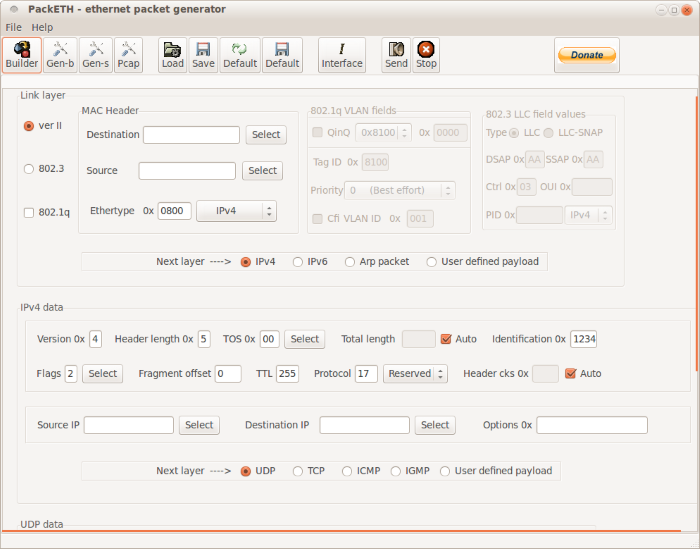 PackETH - ethernet packet generator
File Help
Builder Gen-b Gen-s Pcap Load Save Default Default Interface Send Stop Donate
Link layer
MAC Header
802.1q VLAN fields
802.3 LLC field values
ver II
Destination Select
QinQ 0x8100 0x 0000
Type LLC LLC-SNAP
802.3
Source Select
Tag ID 0x 8100
DSAP 0x AA SSAP 0x AA
Priority 0 (Best effort)
Ctrl 0x 03 OUI 0x
802.1q
Ethertype 0x 0800 IPv4
Cfi VLAN ID 0x 001
PID 0x IPv4
Next layer ----> IPv4 IPv6 Arp packet User defined payload
IPv4 data
Version 0x 4 Header length 0x 5 TOS 0x 00 Select Total length Auto Identification 0x 1234
Flags 2 Select Fragment offset 0 TTL 255 Protocol 17 Reserved Header cks 0x Auto
Source IP Select Destination IP Select Options 0x
Next layer ----> UDP TCP ICMP IGMP User defined payload
UDP data